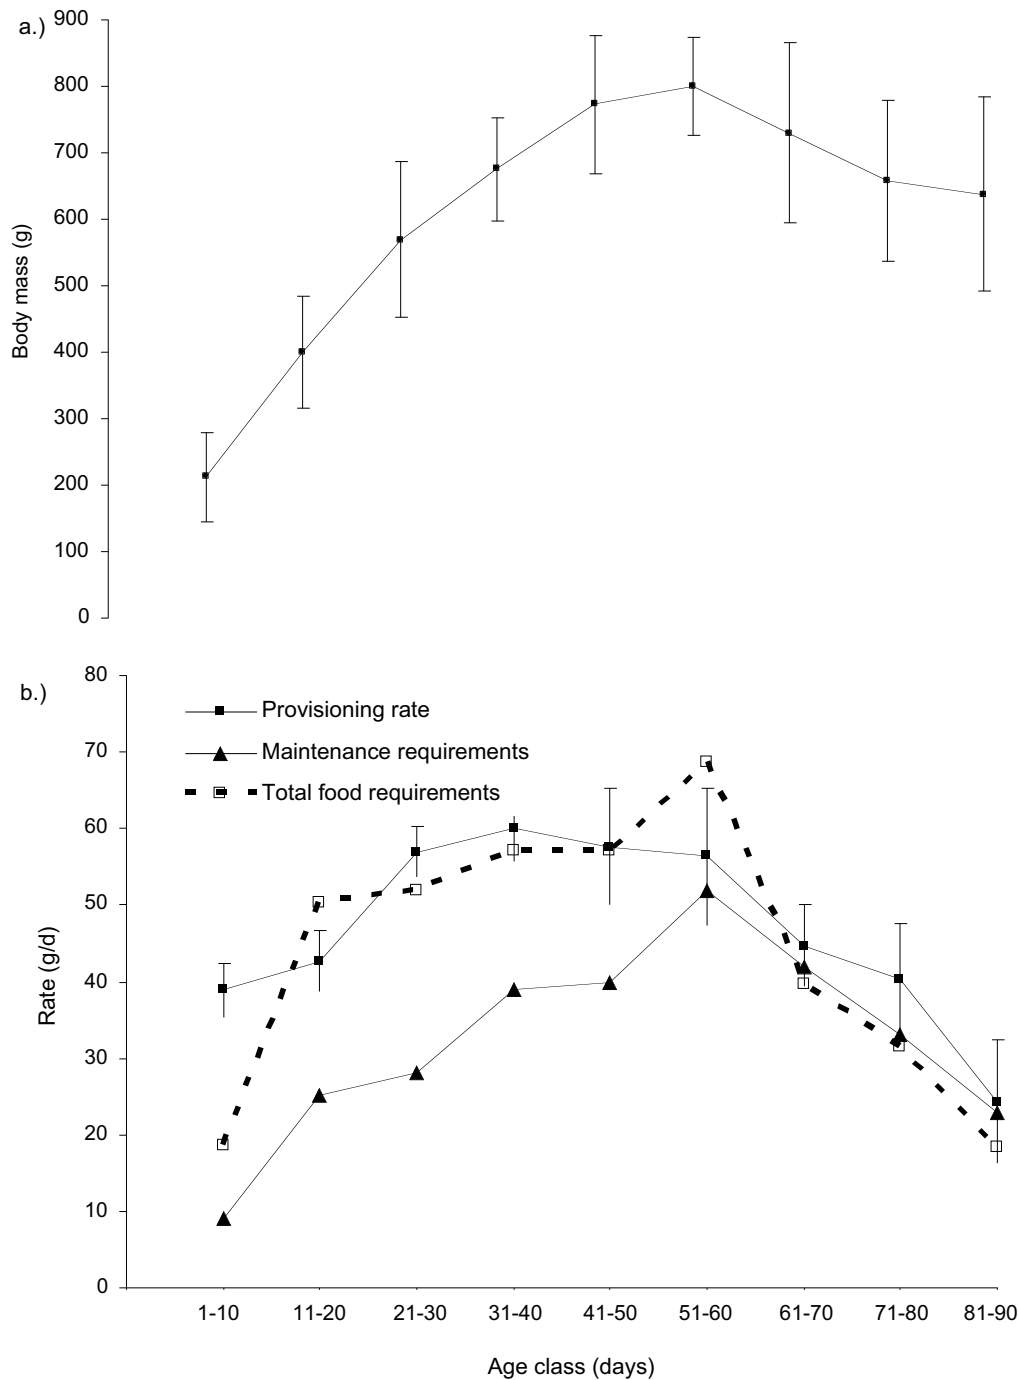 a.)
900
800
700
600
500
400
300
200
100
0
Body mass (g)
b.)
80
70
60
50
40
30
20
10
0
Rate (g/d)
Provisioning rate
Maintenance requirements
Total food requirements
1-10 11-20 21-30 31-40 41-50 51-60 61-70 71-80 81-90
Age class (days)